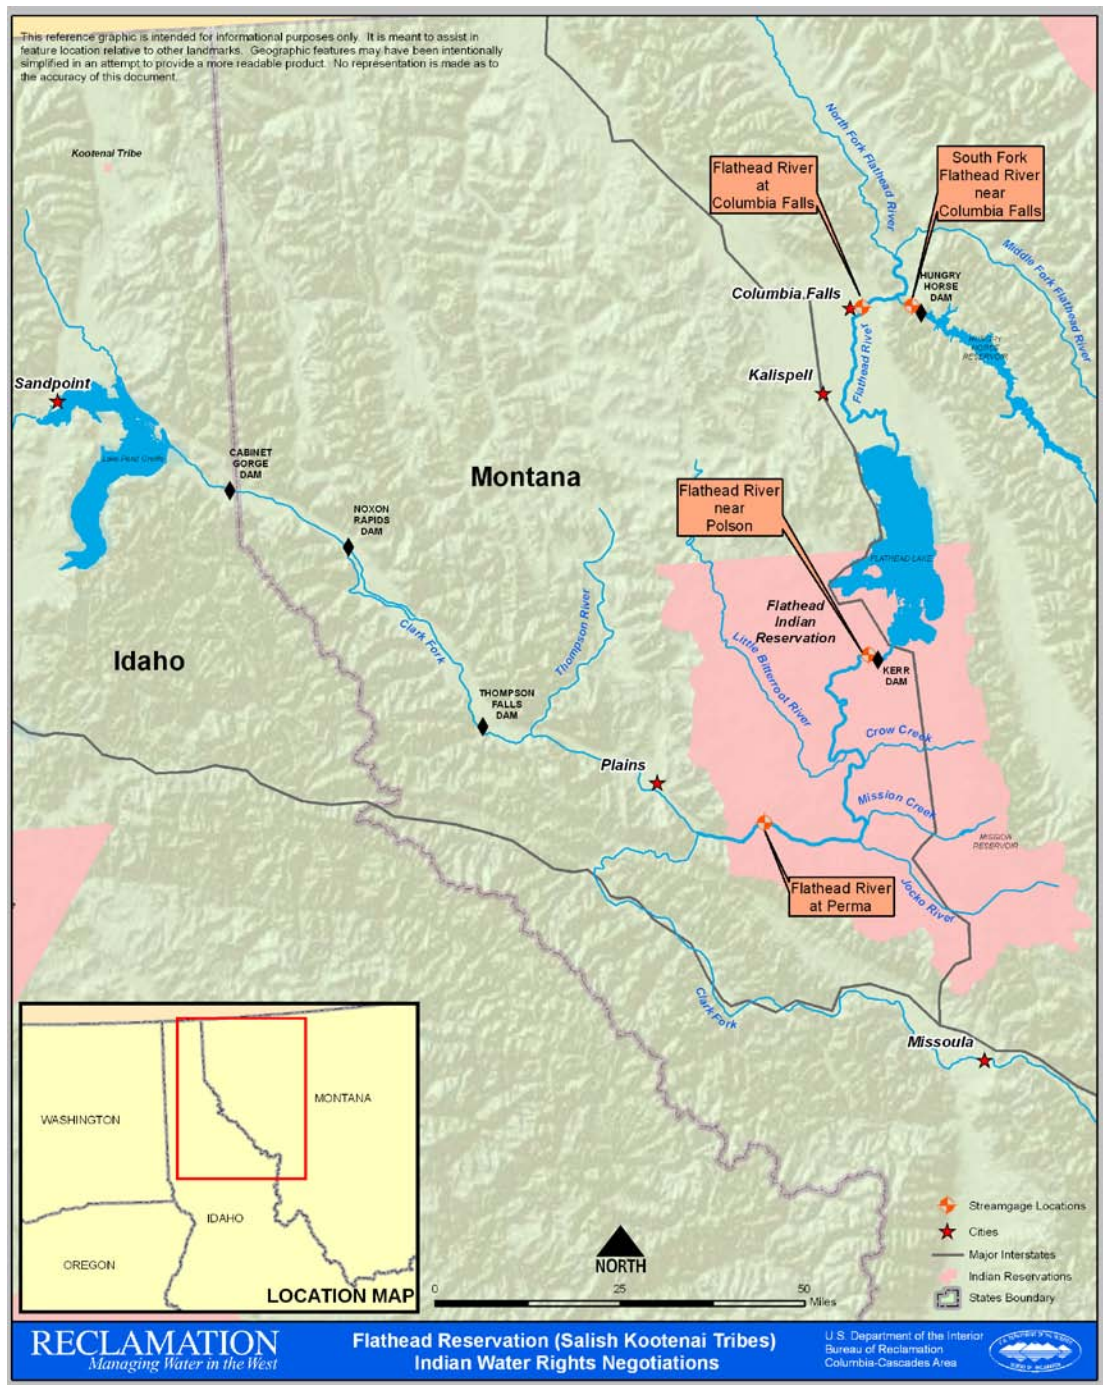 This reference graphic is intended for informational purposes only. It is meant to assist in
feature location relative to other landmarks. Geographic features may have been intentionally
simplified in an attempt to provide a more readable product. No representation is made as to
the accuracy of this document.
Kootenai Tribe
North Fork Flathead River
Flathead River
at
Columbia Falls
South Fork
Flathead River
near
Columbia Falls
Middle Fork Flathead River
HUNGRY
HORSE
DAM
Columbia Falls
HUNGRY
HORSE
RESERVOIR
Flathead River
Kalispell
Sandpoint
Lake Pend Oreille
CABINET
GORGE
DAM
Montana
NOXON
RAPIDS
DAM
Flathead River
near
Polson
FLATHEAD LAKE
Flathead
Indian
Reservation
Clark Fork
Thompson River
Little Bitterroot River
Idaho
KERR
DAM
THOMPSON
FALLS
DAM
Crow Creek
Plains
Mission Creek
MISSION
RESERVOIR
Flathead River
at Perma
Jocko River
Clark Fork
Missoula
WASHINGTON
MONTANA
IDAHO
OREGON
LOCATION MAP
NORTH
0
25
50
Miles
Streamgage Locations
Cities
Major Interstates
Indian Reservations
States Boundary
RECLAMATION
Managing Water in the West
Flathead Reservation (Salish Kootenai Tribes)
Indian Water Rights Negotiations
U.S. Department of the Interior
Bureau of Reclamation
Columbia-Cascades Area